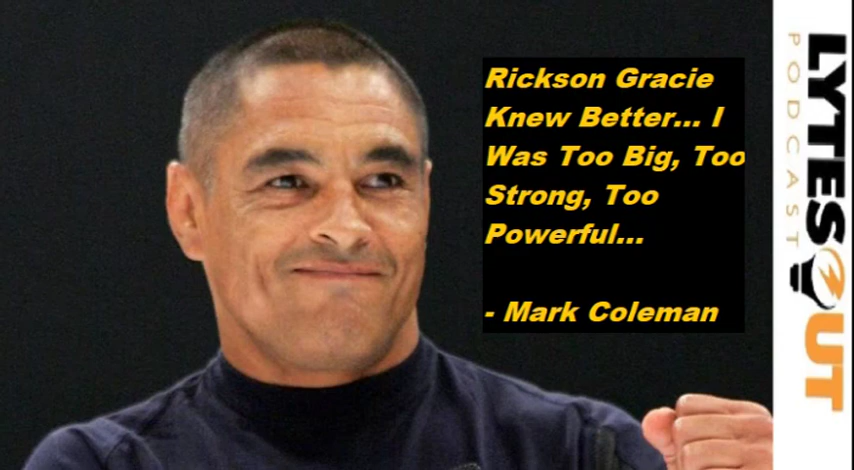 Rickson Gracie
Knew Better... I
Was Too Big, Too
Strong, Too
Powerful...
- Mark Coleman
LYTES OUT
PODCAST